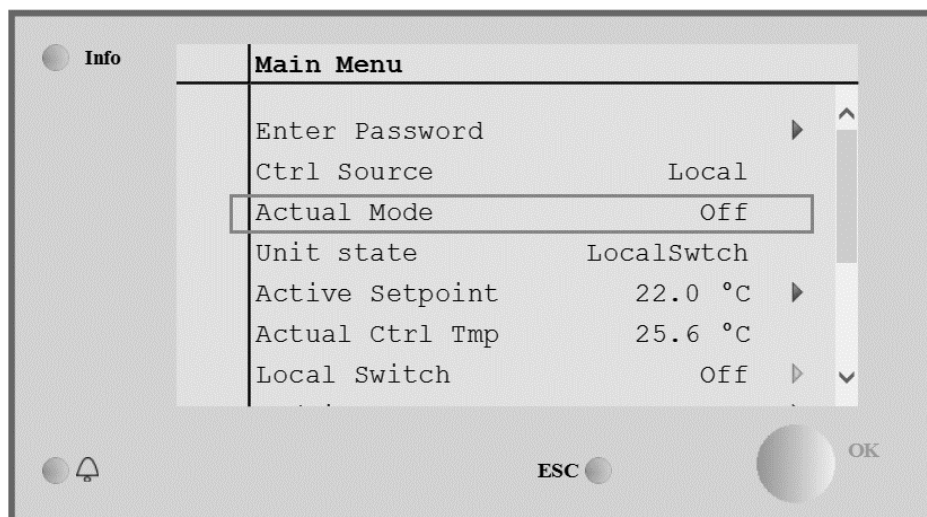 Info
Main Menu
Enter Password
Ctrl Source Local
Actual Mode Off
Unit state LocalSwtch
Active Setpoint 22.0 °C
Actual Ctrl Tmp 25.6 °C
Local Switch Off
OK
ESC